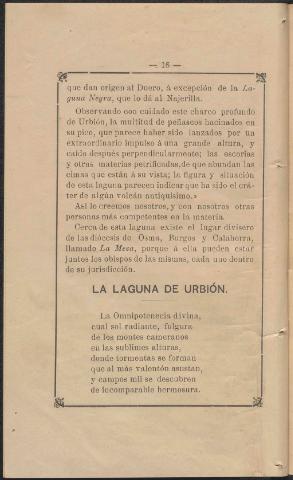 — 16 —
que dan origen al Duero, á excepción de la La-
guna Negra, que lo dá al Najerilla.
Observando con cuidado este charco profundo
de Urbión, la multitud de peñascos hacinados en
su pico, que parece haber sido lanzados por un
extraordinario impulso á una grande altura, y
caido después perpendicularmente; las escorias
y otras materias petrificadas, de que abundan las
cimas que están á su vista; la figura y situación
de esta laguna parecen indicar que ha sido el crá-
ter de algún volcán antiquísimo.»
Así lo creemos nosotros, y con nosotros otras
personas más competentes en la materia.
Cerca de esta laguna existe el lugar divisero
de las diócesis de Osma, Burgos y Calahorra,
llamado La Mesa, porque á ella pueden estar
juntos los obispos de las mismas, cada uno dentro
de su jurisdicción.
LA LAGUNA DE URBIÓN.
La Omnipotencia divina,
cual sol radiante, fulgura
de los montes cameranos
en las sublimes alturas,
donde tormentas se forman
que al más valentón asustan,
y campos mil se descubren
de incomparable hermosura.